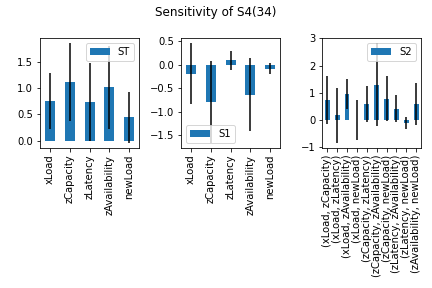 Sensitivity of S4(34)
ST
1.5
1.0
0.5
0.0
xLoad
zCapacity
zLatency
zAvailability
newLoad
S1
0.5
0.0
−0.5
−1.0
−1.5
xLoad
zCapacity
zLatency
zAvailability
newLoad
S2
3
2
1
0
−1
(xLoad, zCapacity)
(xLoad, zLatency)
(xLoad, zAvailability)
(xLoad, newLoad)
(zCapacity, zLatency)
(zCapacity, zAvailability)
(zCapacity, newLoad)
(zLatency, zAvailability)
(zLatency, newLoad)
(zAvailability, newLoad)